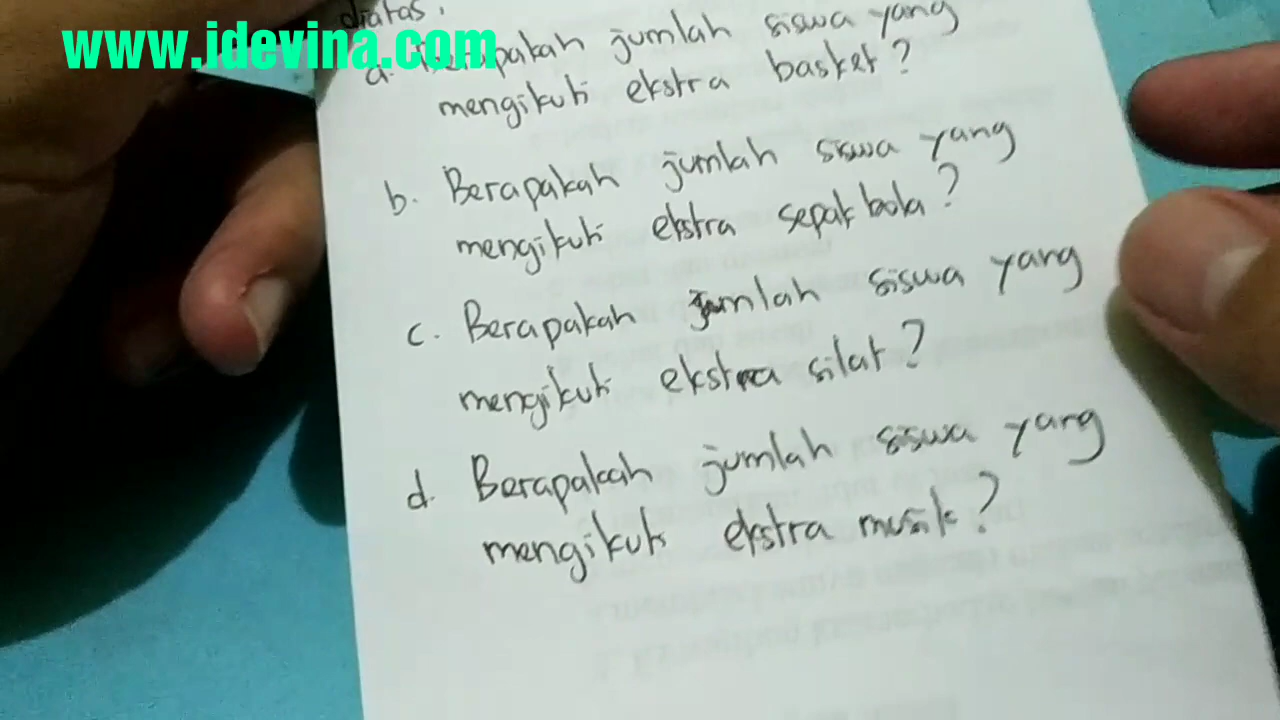 diatas.
www.jdevina.com
a. Berapakah jumlah siswa yang
mengikuti ekstra basket?
b. Berapakah jumlah siswa yang
mengikuti ekstra sepak bola?
c. Berapakah jumlah siswa yang
mengikuti ekstra silat?
d. Berapakah jumlah siswa yang
mengikuti ekstra musik?